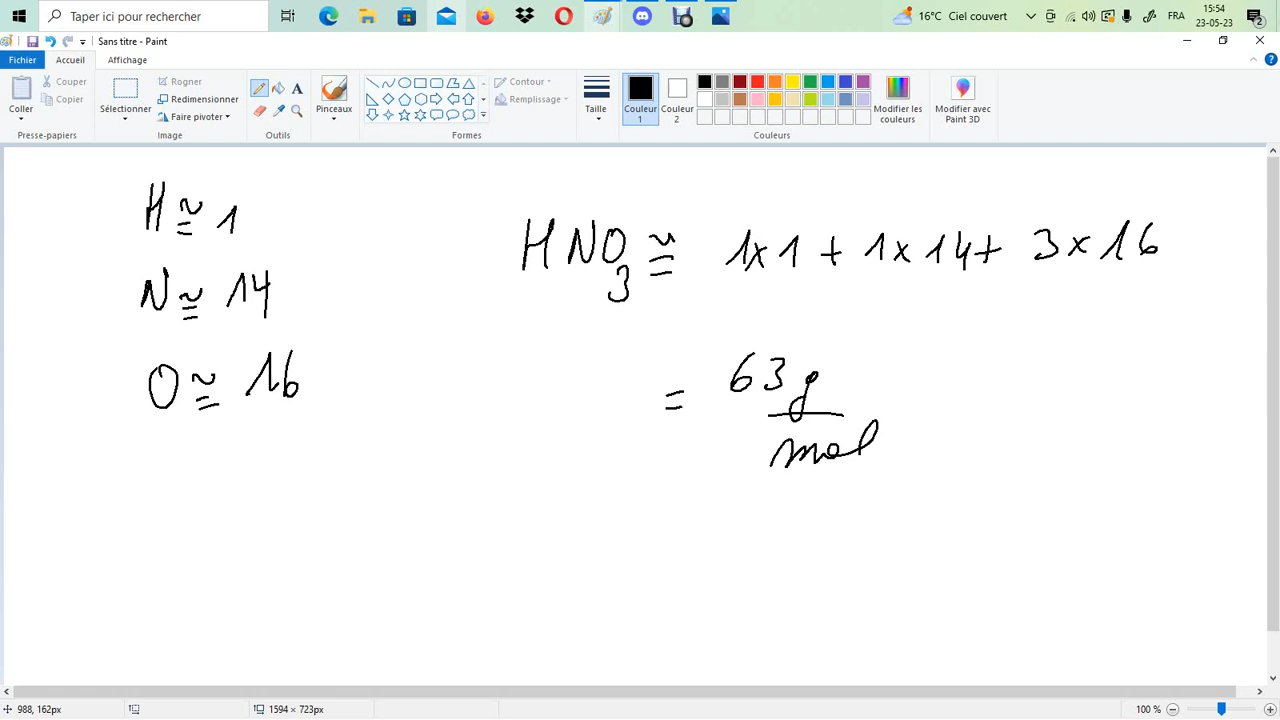 Taper ici pour rechercher
16°C Ciel couvert
FRA
15:54
23-05-23
2
Sans titre - Paint
Fichier
Accueil
Affichage
Coller
Couper
Copier
Presse-papiers
Sélectionner
Rogner
Redimensionner
Faire pivoter
Image
A
Outils
Pinceaux
Contour
Remplissage
Formes
Taille
Couleur 1
Couleur 2
Couleurs
Modifier les couleurs
Modifier avec Paint 3D
H ≅ 1
N ≅ 14
O ≅ 16
HNO₃ ≅ 1x1 + 1x14 + 3x16
= 63 g
mol
988, 162px
1594 × 723px
100 %